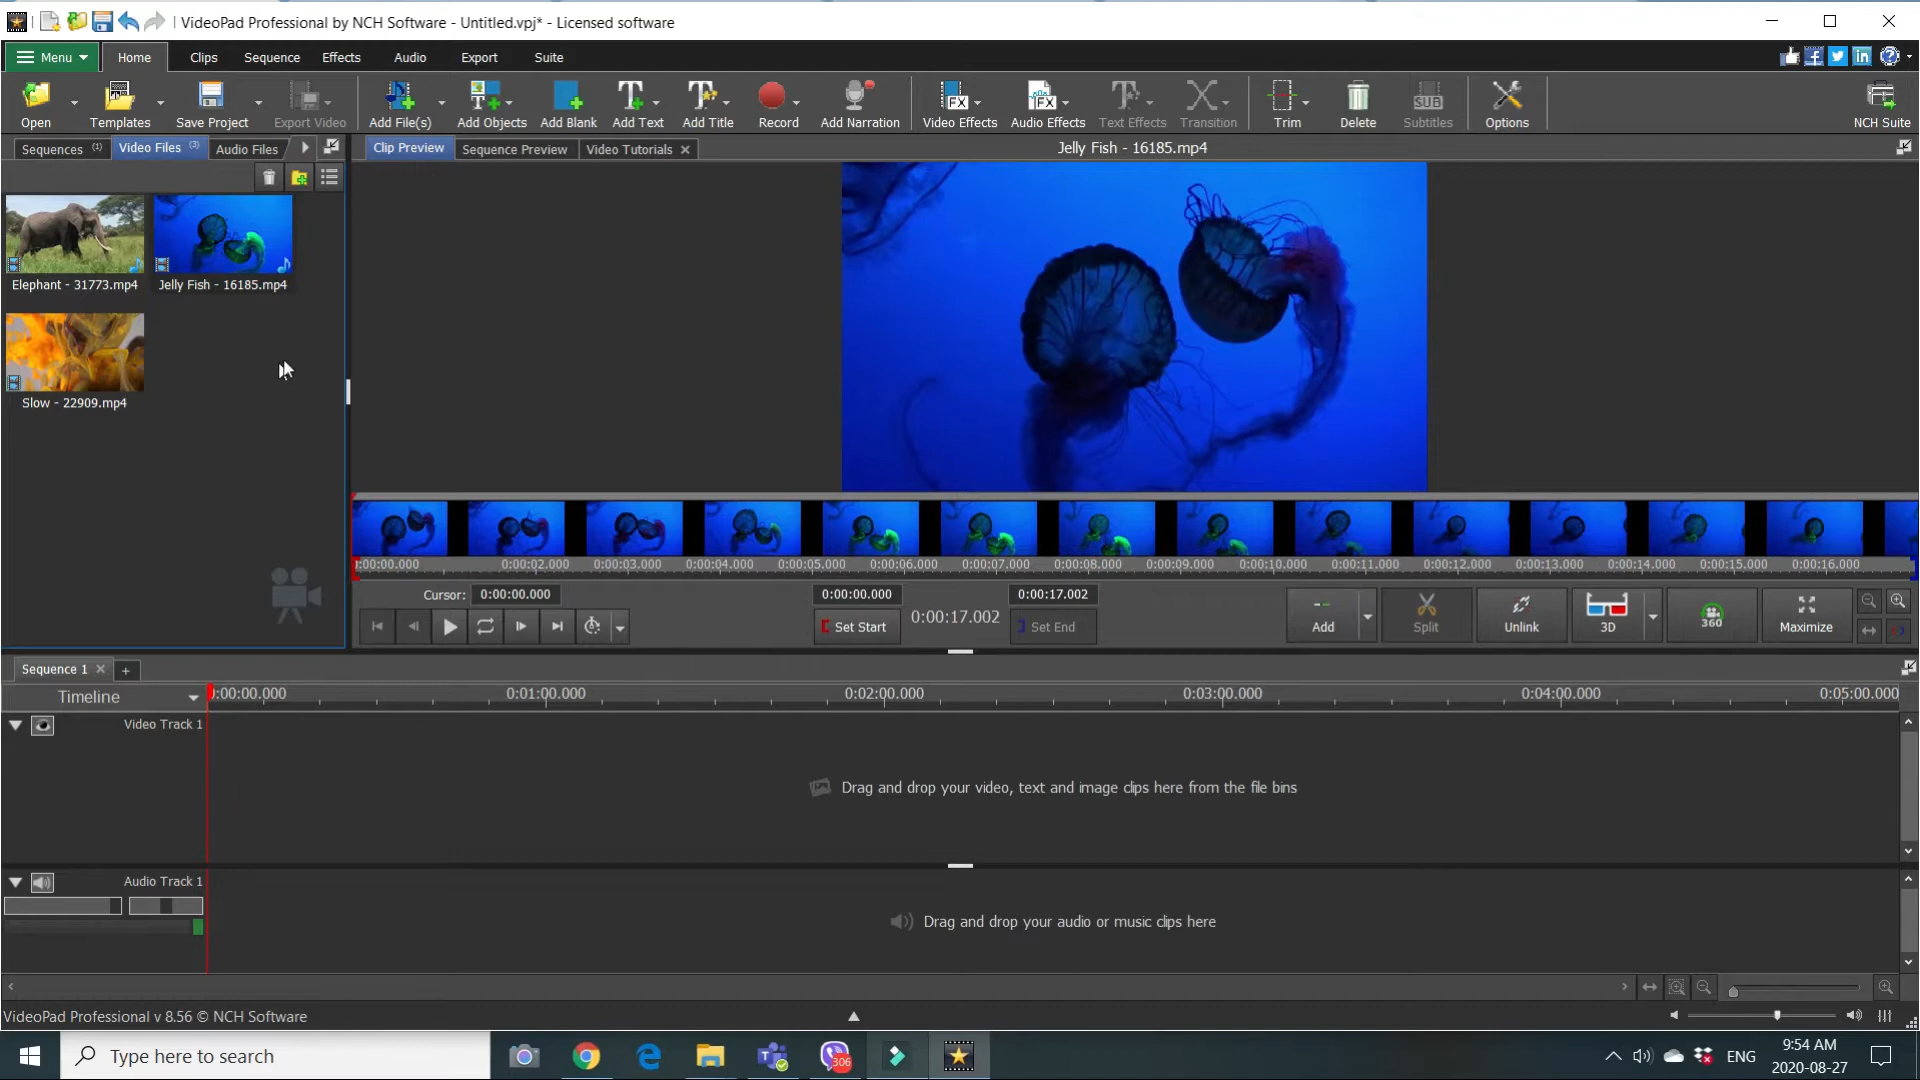 VideoPad Professional by NCH Software - Untitled.vpj* - Licensed software
Menu Home Clips Sequence Effects Audio Export Suite
Open Templates Save Project Export Video Add File(s) Add Objects Add Blank Add Text Add Title Record Add Narration Video Effects Audio Effects Text Effects Transition Trim Delete Subtitles Options NCH Suite
Sequences (1) Video Files (3) Audio Files Clip Preview Sequence Preview Video Tutorials Jelly Fish - 16185.mp4
Elephant - 31773.mp4 Jelly Fish - 16185.mp4
Slow - 22909.mp4
0:00:02.000 0:00:03.000 0:00:04.000 0:00:05.000 0:00:06.000 0:00:07.000 0:00:08.000 0:00:09.000 0:00:10.000 0:00:11.000 0:00:12.000 0:00:13.000 0:00:14.000 0:00:15.000 0:00:16.000
Cursor: 0:00:00.000 0:00:00.000 0:00:17.002 0:00:17.002
Set Start Set End Add Split Unlink 3D 360 Maximize
Sequence 1
Timeline 0:00:00.000 0:01:00.000 0:02:00.000 0:03:00.000 0:04:00.000 0:05:00.000
Video Track 1
Drag and drop your video, text and image clips here from the file bins
Audio Track 1
Drag and drop your audio or music clips here
VideoPad Professional v 8.56 © NCH Software
Type here to search 306 ENG 9:54 AM
2020-08-27